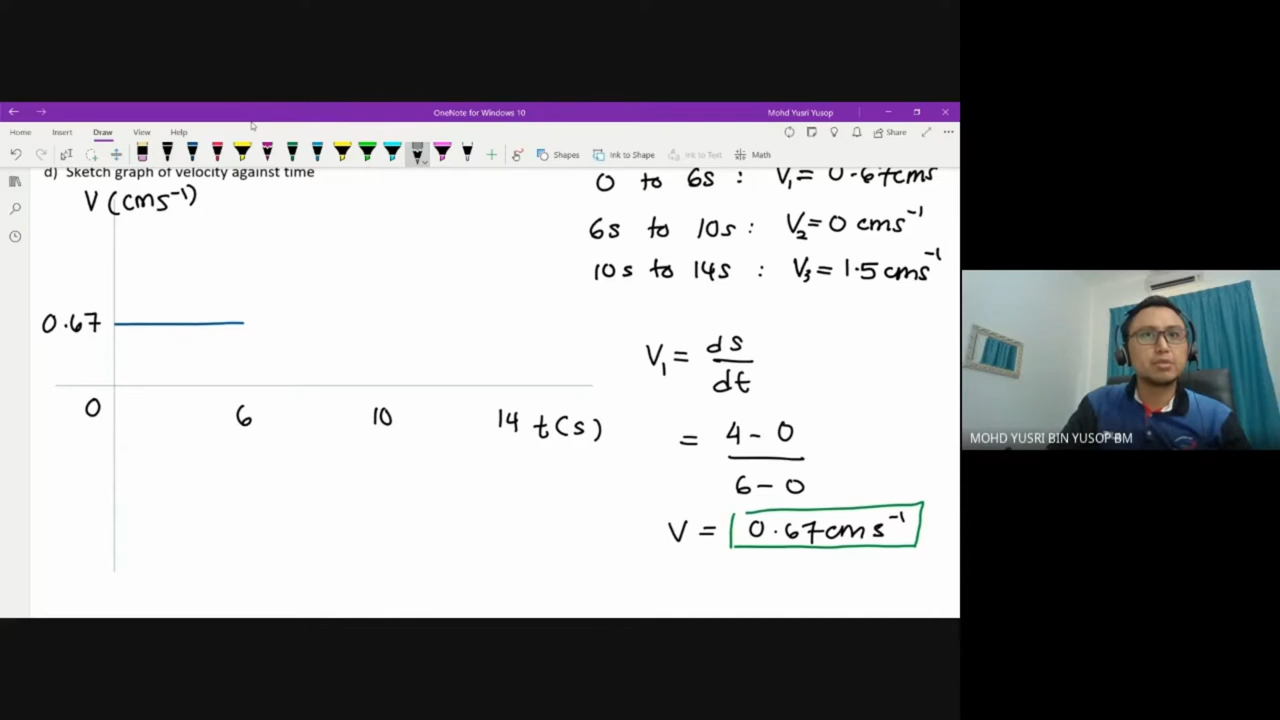 OneNote for Windows 10
Mohd Yusri Yusop
Home Insert Draw View Help
Shapes Ink to Shape Ink to Text Math
Share
d) Sketch graph of velocity against time
V (cms⁻¹)
0.67
0 6 10 14 t(s)
0 to 6s : V₁= 0.67cms
6s to 10s : V₂= 0 cms⁻¹
10s to 14s : V₃= 1.5cms⁻¹
V₁ = ds
dt
= 4 - 0
6 - 0
V = 0.67cms⁻¹
MOHD YUSRI BIN YUSOP BM